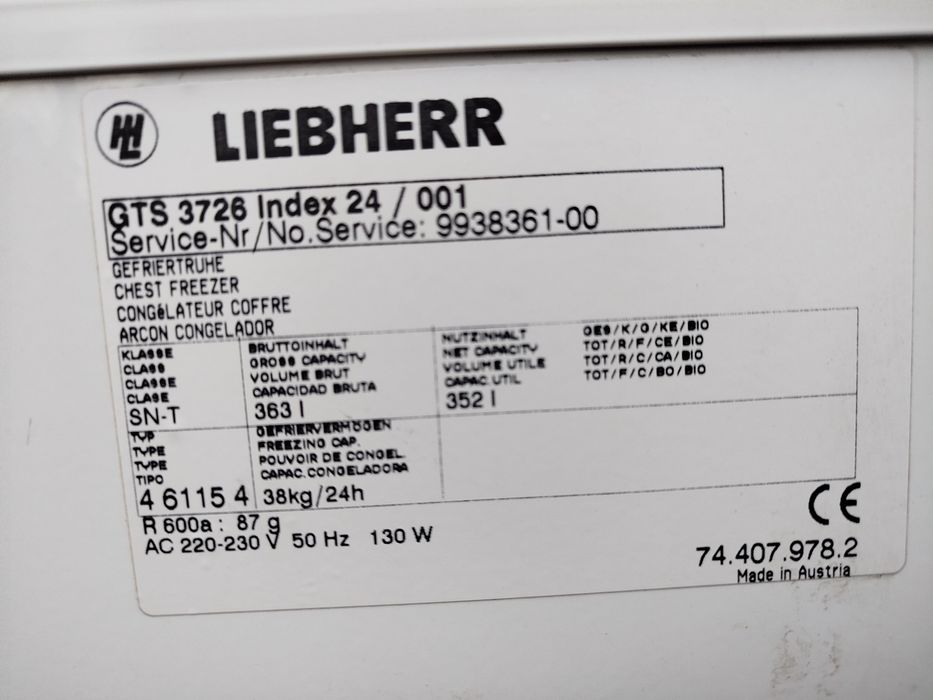 LIEBHERR
GTS 3726 Index 24 / 001
Service-Nr/No.Service: 9938361-00
GEFRIERTRUHE
CHEST FREEZER
CONGéLATEUR COFFRE
ARCON CONGELADOR
KLASSE
CLASS
CLASSE
CLASE
SN-T
BRUTTOINHALT
GROSS CAPACITY
VOLUME BRUT
CAPACIDAD BRUTA
363 l
NUTZINHALT
NET CAPACITY
VOLUME UTILE
CAPAC.UTIL
352 l
GES/K/G/KE/BIO
TOT/R/F/CE/BIO
TOT/R/C/CA/BIO
TOT/F/C/BO/BIO
TYP
TYPE
TYPE
TIPO
4 6115 4
GEFRIERVERMÖGEN
FREEZING CAP.
POUVOIR DE CONGEL.
CAPAC.CONGELADORA
38kg/24h
R 600a : 87 g
AC 220-230 V 50 Hz 130 W
CE
74.407.978.2
Made in Austria